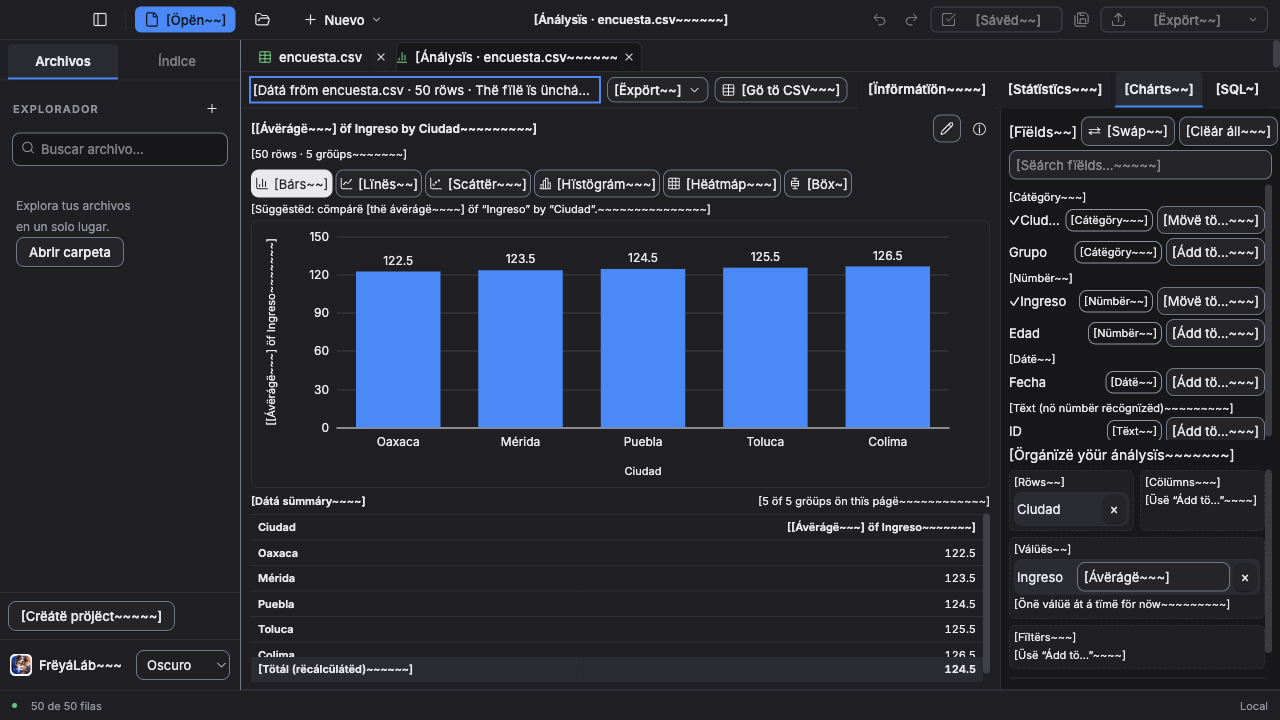 [Öpën~~]
Nuevo
[Ánálysïs · encuesta.csv~~~~~~]
[Sávëd~~]
[Ëxpört~~]
Archivos
Índice
encuesta.csv ×
[Ánálysïs · encuesta.csv~~~~~~ ×
EXPLORADOR +
Buscar archivo...
Explora tus archivos
en un solo lugar.
Abrir carpeta
[Dátá fröm encuesta.csv · 50 röws · Thë fïlë ïs ünchá...
[Ëxpört~~]
[Gö tö CSV~~~]
[Ïnförmátïön~~~~]
[Státïstïcs~~~]
[Chárts~~]
[SQL~]
[[Ávërágë~~~] öf Ingreso by Ciudad~~~~~~~~~]
[50 röws · 5 gröüps~~~~~~~]
[Bárs~~]
[Lïnës~~]
[Scáttër~~~]
[Hïstögrám~~~]
[Hëátmáp~~~]
[Böx~]
[Süggëstëd: cömpárë [thë ávërágë~~~~] öf “Ingreso” by “Ciudad”.~~~~~~~~~~~~~~~]
[[Ávërágë~~~] öf Ingreso~~~~~~~]
150
120
90
60
30
0
122.5
123.5
124.5
125.5
126.5
Oaxaca
Mérida
Puebla
Toluca
Colima
Ciudad
[Dátá sümmáry~~~~]
[5 öf 5 gröüps ön thïs págë~~~~~~~~~~~~]
Ciudad [[Ávërágë~~~] öf Ingreso~~~~~~~]
Oaxaca 122.5
Mérida 123.5
Puebla 124.5
Toluca 125.5
Colima 126.5
[Tötál (rëcálcülátëd)~~~~~~] 124.5
[Fïëlds~~]
[Swáp~~]
[Clëár áll~~~]
[Sëárch fïëlds...~~~~~]
[Cátëgöry~~~]
✓Ciud... [Cátëgöry~~~] [Mövë tö...~~~]
Grupo [Cátëgöry~~~] [Ádd tö...~~~]
[Nümbër~~]
✓Ingreso [Nümbër~~] [Mövë tö...~~~]
Edad [Nümbër~~] [Ádd tö...~~~]
[Dátë~~]
Fecha [Dátë~~] [Ádd tö...~~~]
[Tëxt (nö nümbër rëcögnïzëd)~~~~~~~~~]
ID [Tëxt~~] [Ádd tö...~~~]
[Örgánïzë yöür ánálysïs~~~~~~~]
[Röws~~]
Ciudad ×
[Cölümns~~~]
[Üsë “Ádd tö...”~~~~]
[Válüës~~]
Ingreso [Ávërágë~~~] ×
[Önë válüë át á tïmë för nöw~~~~~~~~~]
[Fïltërs~~~]
[Üsë “Ádd tö...”~~~~]
[Crëátë pröjëct~~~~~]
FrëyáLáb~~~
Oscuro
50 de 50 filas
Local